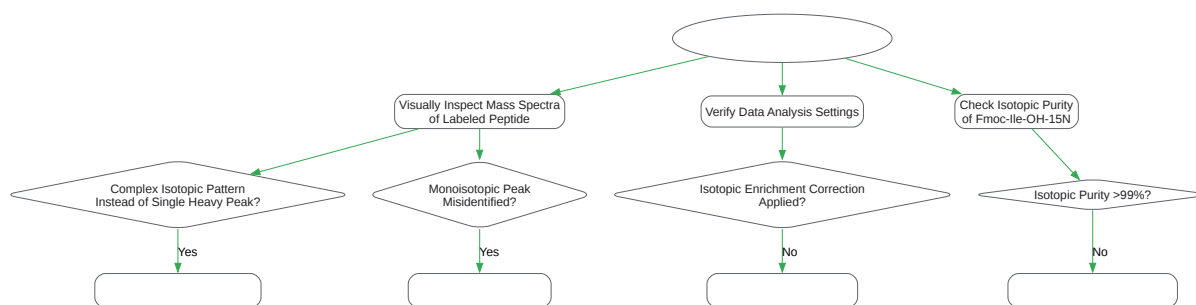 Visually Inspect Mass Spectra
of Labeled Peptide
Verify Data Analysis Settings
Check Isotopic Purity
of Fmoc-Ile-OH-15N
Complex Isotopic Pattern
Instead of Single Heavy Peak?
Monoisotopic Peak
Misidentified?
Isotopic Enrichment Correction
Applied?
Isotopic Purity >99%?
Yes
Yes
No
No